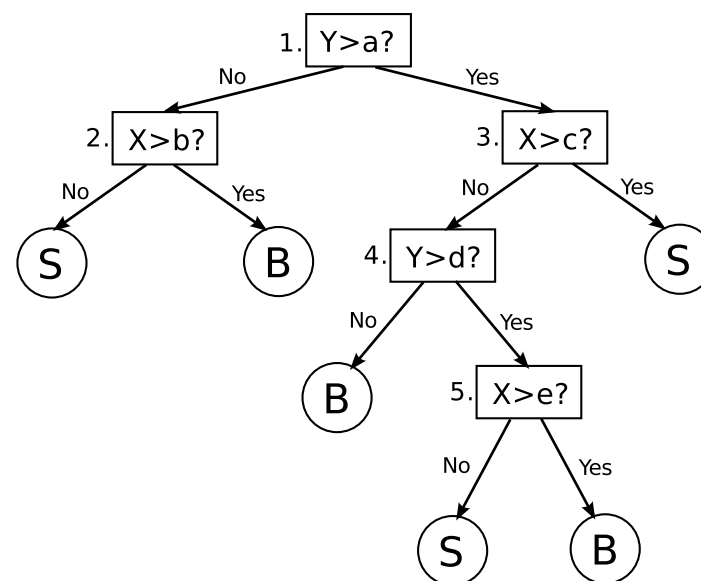 1. Y>a?
No
Yes
2. X>b?
3. X>c?
No
Yes
No
Yes
S
B
4. Y>d?
S
No
Yes
B
5. X>e?
No
Yes
S
B